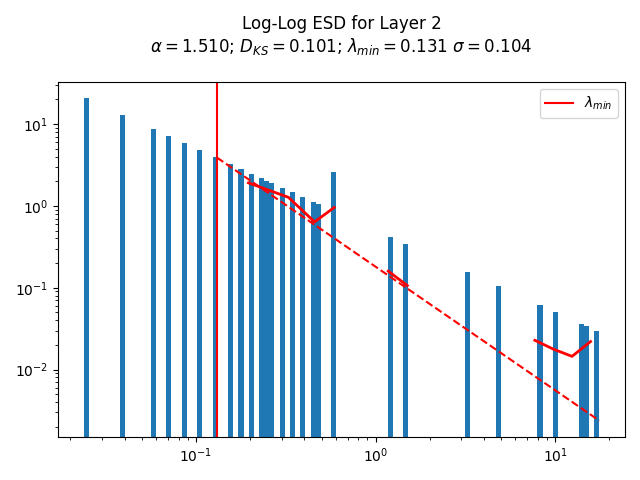 Log-Log ESD for Layer 2
α = 1.510; D_KS = 0.101; λ_min = 0.131 σ = 0.104
λ_min
10^1
10^0
10^-1
10^-2
10^-1
10^0
10^1